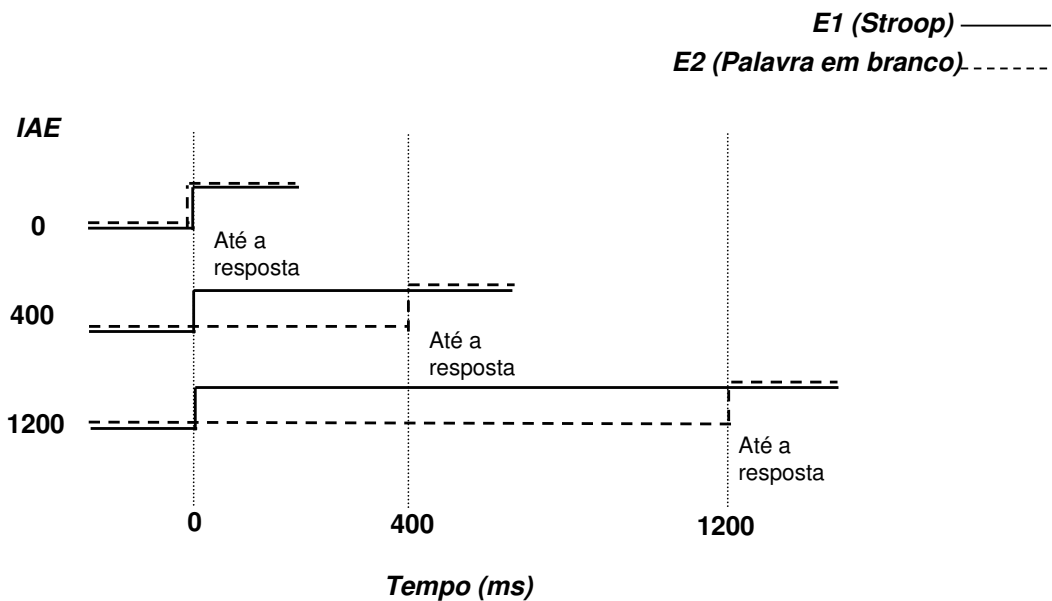 E1 (Stroop)
E2 (Palavra em branco)
IAE
0
Até a
resposta
400
Até a
resposta
1200
Até a
resposta
0
400
1200
Tempo (ms)